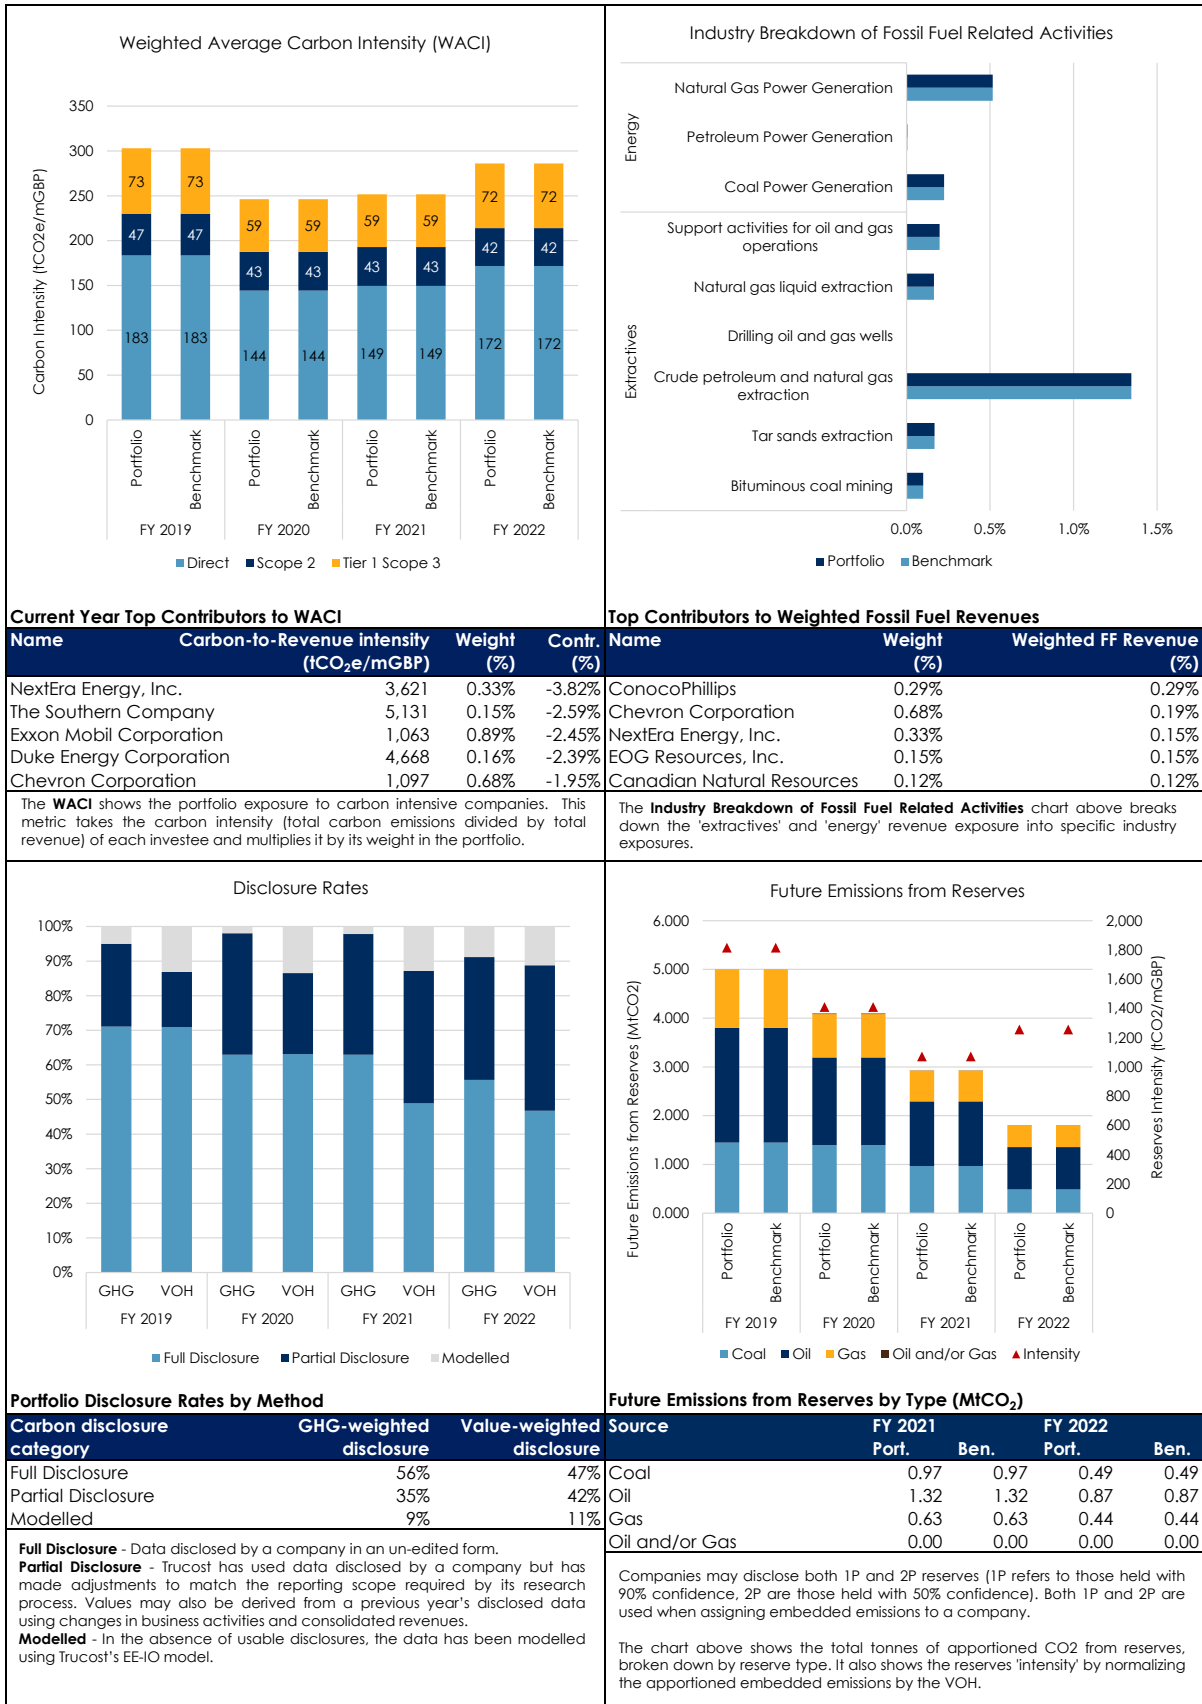 Weighted Average Carbon Intensity (WACI)
Carbon Intensity (tCO2e/mGBP)
350
300
250
200
150
100
50
0
73
73
47
47
183
183
59
59
43
43
144
144
59
59
43
43
149
149
72
72
42
42
172
172
Portfolio
Benchmark
Portfolio
Benchmark
Portfolio
Benchmark
Portfolio
Benchmark
FY 2019
FY 2020
FY 2021
FY 2022
Direct
Scope 2
Tier 1 Scope 3
Industry Breakdown of Fossil Fuel Related Activities
Energy
Natural Gas Power Generation
Petroleum Power Generation
Coal Power Generation
Extractives
Support activities for oil and gas
operations
Natural gas liquid extraction
Drilling oil and gas wells
Crude petroleum and natural gas
extraction
Tar sands extraction
Bituminous coal mining
0.0%
0.5%
1.0%
1.5%
Portfolio
Benchmark
Current Year Top Contributors to WACI
Name Carbon-to-Revenue intensity Weight Contr.
(tCO2e/mGBP) (%) (%)
NextEra Energy, Inc. 3,621 0.33% -3.82%
The Southern Company 5,131 0.15% -2.59%
Exxon Mobil Corporation 1,063 0.89% -2.45%
Duke Energy Corporation 4,668 0.16% -2.39%
Chevron Corporation 1,097 0.68% -1.95%
The WACI shows the portfolio exposure to carbon intensive companies. This
metric takes the carbon intensity (total carbon emissions divided by total
revenue) of each investee and multiplies it by its weight in the portfolio.
Top Contributors to Weighted Fossil Fuel Revenues
Name Weight Weighted FF Revenue
(%) (%)
ConocoPhillips 0.29% 0.29%
Chevron Corporation 0.68% 0.19%
NextEra Energy, Inc. 0.33% 0.15%
EOG Resources, Inc. 0.15% 0.15%
Canadian Natural Resources 0.12% 0.12%
The Industry Breakdown of Fossil Fuel Related Activities chart above breaks
down the 'extractives' and 'energy' revenue exposure into specific industry
exposures.
Disclosure Rates
100%
90%
80%
70%
60%
50%
40%
30%
20%
10%
0%
GHG
VOH
GHG
VOH
GHG
VOH
GHG
VOH
FY 2019
FY 2020
FY 2021
FY 2022
Full Disclosure
Partial Disclosure
Modelled
Future Emissions from Reserves
Future Emissions from Reserves (MtCO2)
6.000
5.000
4.000
3.000
2.000
1.000
0.000
2,000
1,800
1,600
1,400
1,200
1,000
800
600
400
200
0
Reserves Intensity (tCO2/mGBP)
Portfolio
Benchmark
Portfolio
Benchmark
Portfolio
Benchmark
Portfolio
Benchmark
FY 2019
FY 2020
FY 2021
FY 2022
Coal
Oil
Gas
Oil and/or Gas
Intensity
Portfolio Disclosure Rates by Method
Carbon disclosure GHG-weighted Value-weighted
category disclosure disclosure
Full Disclosure 56% 47%
Partial Disclosure 35% 42%
Modelled 9% 11%
Full Disclosure - Data disclosed by a company in an un-edited form.
Partial Disclosure - Trucost has used data disclosed by a company but has
made adjustments to match the reporting scope required by its research
process. Values may also be derived from a previous year's disclosed data
using changes in business activities and consolidated revenues.
Modelled - In the absence of usable disclosures, the data has been modelled
using Trucost's EE-IO model.
Future Emissions from Reserves by Type (MtCO2)
Source FY 2021 FY 2022
Port. Ben. Port. Ben.
Coal 0.97 0.97 0.49 0.49
Oil 1.32 1.32 0.87 0.87
Gas 0.63 0.63 0.44 0.44
Oil and/or Gas 0.00 0.00 0.00 0.00
Companies may disclose both 1P and 2P reserves (1P refers to those held with
90% confidence, 2P are those held with 50% confidence). Both 1P and 2P are
used when assigning embedded emissions to a company.
The chart above shows the total tonnes of apportioned CO2 from reserves,
broken down by reserve type. It also shows the reserves 'intensity' by normalizing
the apportioned embedded emissions by the VOH.